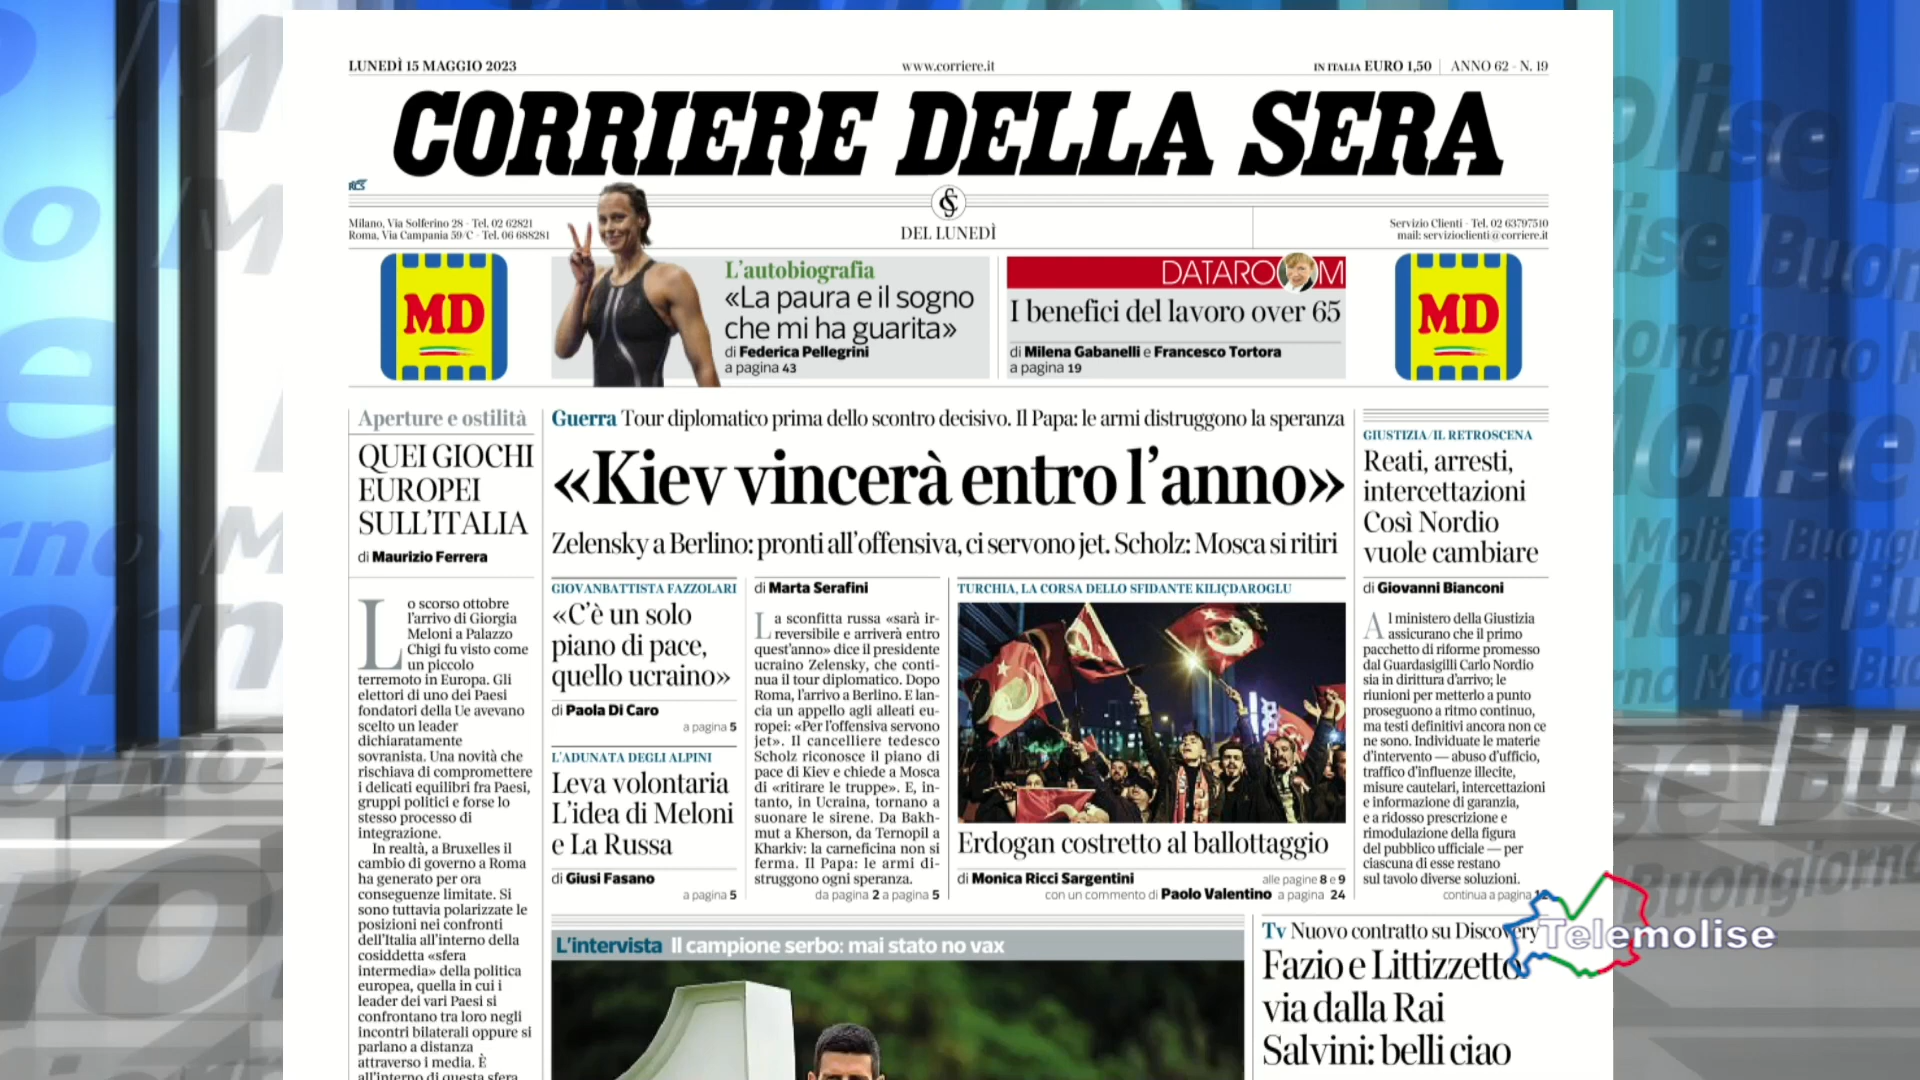 LUNEDÌ 15 MAGGIO 2023
www.corriere.it
IN ITALIA EURO 1,50 | ANNO 62 - N. 19
CORRIERE DELLA SERA
RCS
Milano, Via Solferino 28 - Tel. 02 62821
Roma, Via Campania 59/C - Tel. 06 688281
DEL LUNEDÌ
Servizio Clienti - Tel. 02 63797510
mail: servizioclienti@corriere.it
MD
L'autobiografia
«La paura e il sogno
che mi ha guarita»
di Federica Pellegrini
a pagina 43
DATAROOM
I benefici del lavoro over 65
di Milena Gabanelli e Francesco Tortora
a pagina 19
MD
Aperture e ostilità
QUEI GIOCHI
EUROPEI
SULL'ITALIA
di Maurizio Ferrera
Lo scorso ottobre
l'arrivo di Giorgia
Meloni a Palazzo
Chigi fu visto come
un piccolo
terremoto in Europa. Gli
elettori di uno dei Paesi
fondatori della Ue avevano
scelto un leader
dichiaratamente
sovranista. Una novità che
rischiava di compromettere
i delicati equilibri fra Paesi,
gruppi politici e forse lo
stesso processo di
integrazione.
In realtà, a Bruxelles il
cambio di governo a Roma
ha generato per ora
conseguenze limitate. Si
sono tuttavia polarizzate le
posizioni nei confronti
dell'Italia all'interno della
cosiddetta «sfera
intermedia» della politica
europea, quella in cui i
leader dei vari Paesi si
confrontano tra loro negli
incontri bilaterali oppure si
parlano a distanza
attraverso i media. È
all'interno di questa sfera
Guerra Tour diplomatico prima dello scontro decisivo. Il Papa: le armi distruggono la speranza
«Kiev vincerà entro l'anno»
Zelensky a Berlino: pronti all'offensiva, ci servono jet. Scholz: Mosca si ritiri
GIOVANBATTISTA FAZZOLARI
«C'è un solo
piano di pace,
quello ucraino»
di Paola Di Caro
a pagina 5
L'ADUNATA DEGLI ALPINI
Leva volontaria
L'idea di Meloni
e La Russa
di Giusi Fasano
a pagina 5
di Marta Serafini
La sconfitta russa «sarà ir-
reversibile e arriverà entro
quest'anno» dice il presidente
ucraino Zelensky, che conti-
nua il tour diplomatico. Dopo
Roma, l'arrivo a Berlino. E lan-
cia un appello agli alleati eu-
ropei: «Per l'offensiva servono
jet». Il cancelliere tedesco
Scholz riconosce il piano di
pace di Kiev e chiede a Mosca
di «ritirare le truppe». E, in-
tanto, in Ucraina, tornano a
suonare le sirene. Da Bakh-
mut a Kherson, da Ternopil a
Kharkiv: la carneficina non si
ferma. Il Papa: le armi di-
struggono ogni speranza.
da pagina 2 a pagina 5
TURCHIA, LA CORSA DELLO SFIDANTE KILIÇDAROGLU
Erdogan costretto al ballottaggio
di Monica Ricci Sargentini
alle pagine 8 e 9
con un commento di Paolo Valentino a pagina 24
GIUSTIZIA/IL RETROSCENA
Reati, arresti,
intercettazioni
Così Nordio
vuole cambiare
di Giovanni Bianconi
Al ministero della Giustizia
assicurano che il primo
pacchetto di riforme promesso
dal Guardasigilli Carlo Nordio
sia in dirittura d'arrivo; le
riunioni per metterlo a punto
proseguono a ritmo continuo,
ma testi definitivi ancora non ce
ne sono. Individuate le materie
d'intervento — abuso d'ufficio,
traffico d'influenze illecite,
misure cautelari, intercettazioni
e informazione di garanzia,
e a ridosso prescrizione e
rimodulazione della figura
del pubblico ufficiale — per
ciascuna di esse restano
sul tavolo diverse soluzioni.
continua a pagina
L'intervista Il campione serbo: mai stato no vax
Tv Nuovo contratto su Discovery
Fazio e Littizzetto
via dalla Rai
Salvini: belli ciao
Telemolise